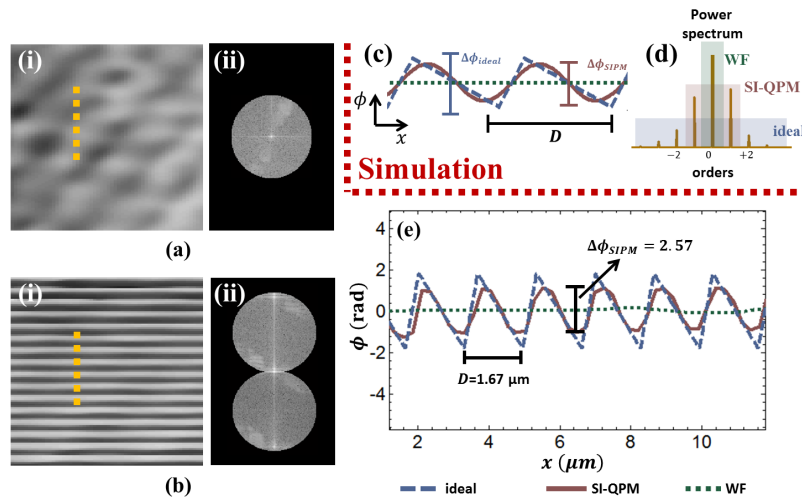 (i)
(ii)
(a)
(i)
(ii)
(b)
(c)
Δϕideal
ΔϕSIPM
ϕ
x
D
Simulation
(d)
Power
spectrum
WF
SI-QPM
ideal
−2 0 +2
orders
(e)
ΔϕSIPM = 2.57
4
2
0
-2
-4
ϕ (rad)
D=1.67 μm
2 4 6 8 10
x (μm)
ideal SI-QPM WF